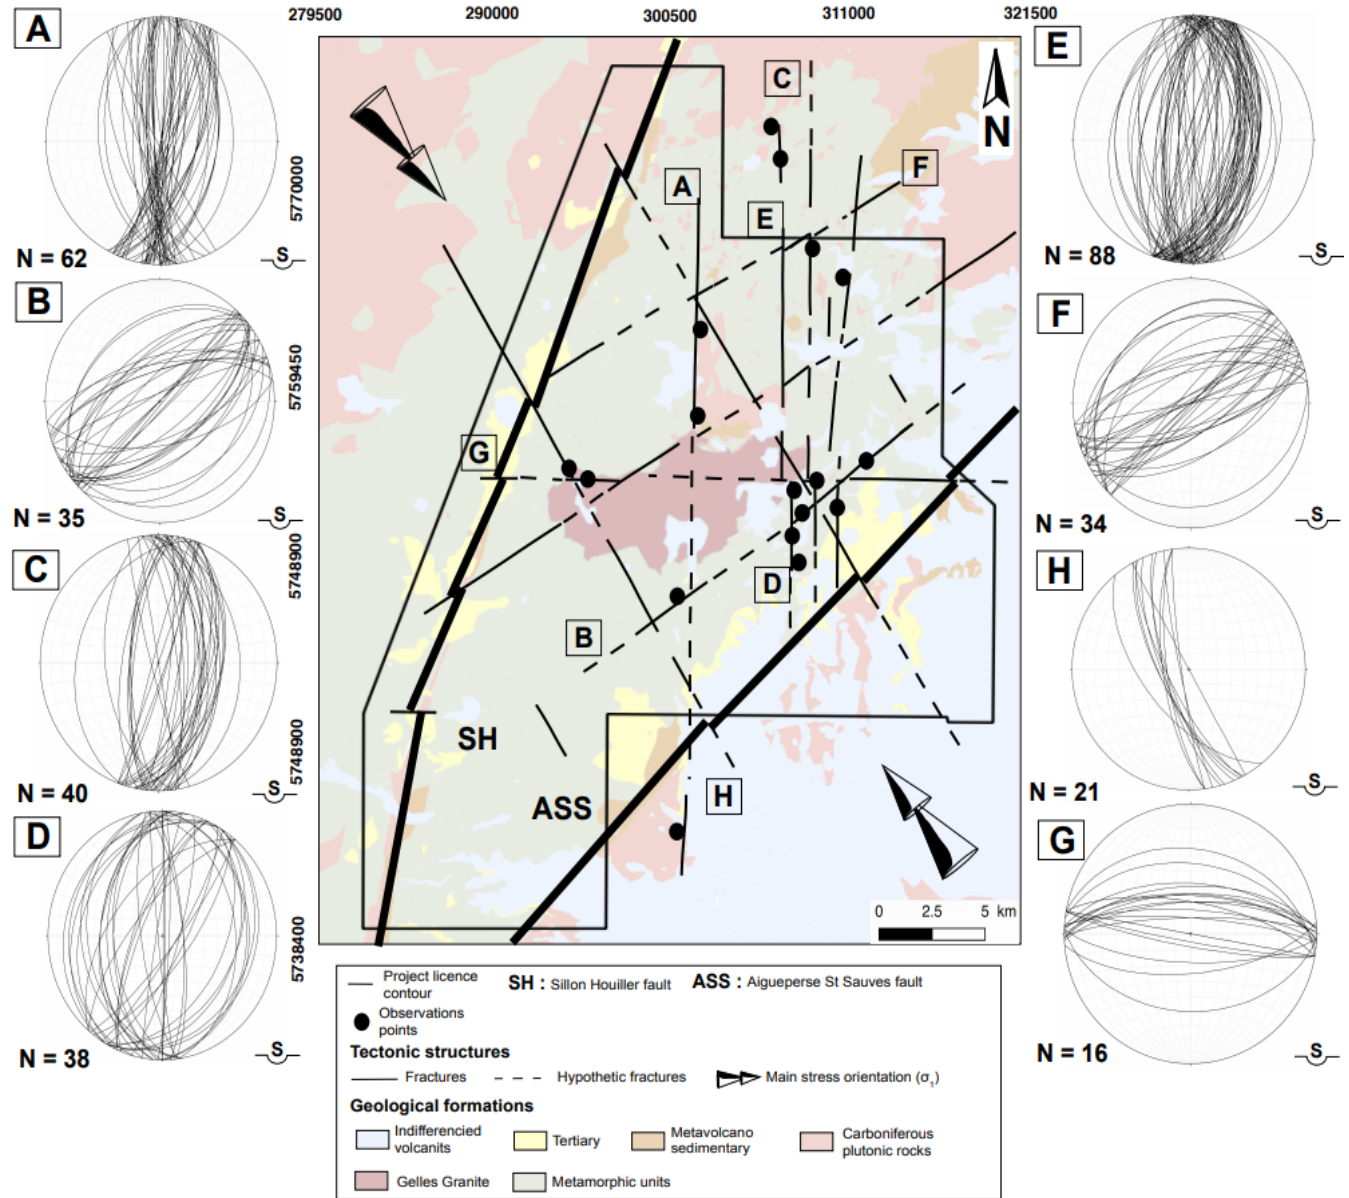 279500 290000 300500 311000 321500
A
N = 62
S
B
N = 35
S
C
N = 40
S
D
N = 38
S
5770000
5759450
5748900
5748900
5738400
C
N
A
F
E
G
D
B
SH
H
ASS
0 2.5 5 km
E
N = 88
S
F
N = 34
S
H
N = 21
S
G
N = 16
S
Project licence
contour
SH : Sillon Houiller fault
ASS : Aigueperse St Sauves fault
Observations
points
Tectonic structures
Fractures
Hypothetic fractures
Main stress orientation (σ1)
Geological formations
Indifferencied
volcanits
Tertiary
Metavolcano
sedimentary
Carboniferous
plutonic rocks
Gelles Granite
Metamorphic units